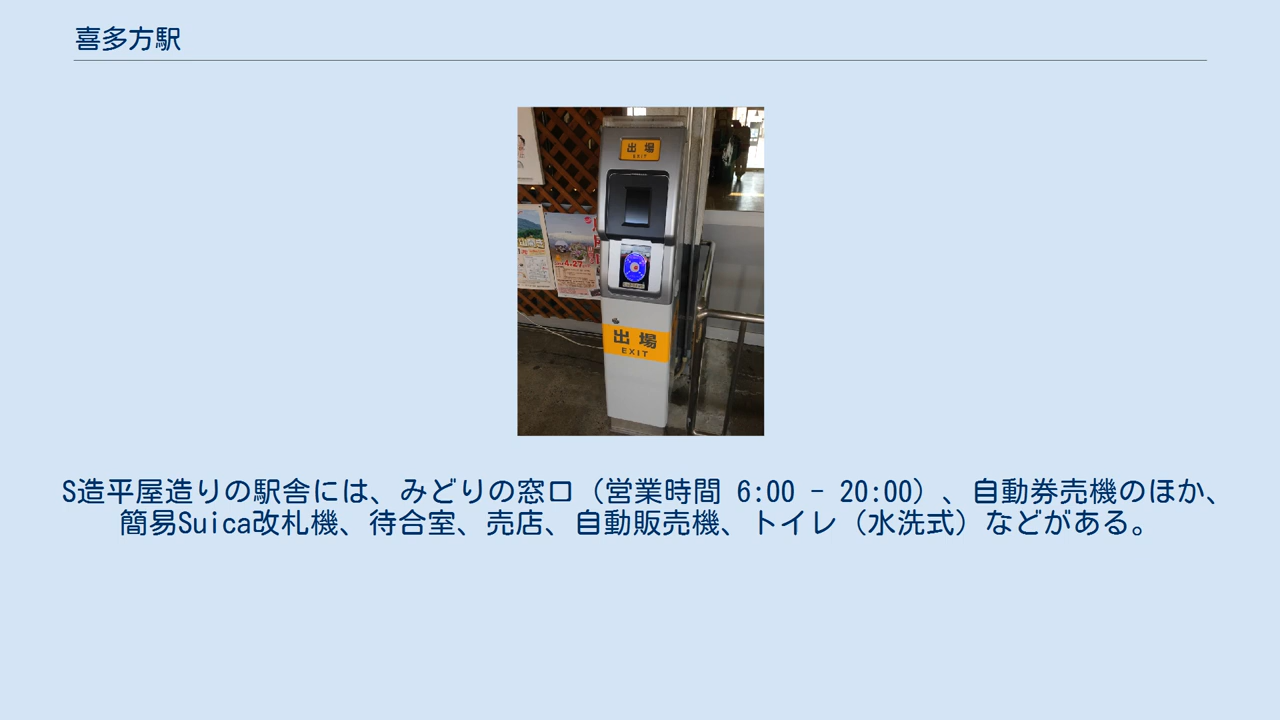 喜多方駅
出場
EXIT
4.27
出場
EXIT
S造平屋造りの駅舎には、みどりの窓口（営業時間 6:00 - 20:00）、自動券売機のほか、
簡易Suica改札機、待合室、売店、自動販売機、トイレ（水洗式）などがある。